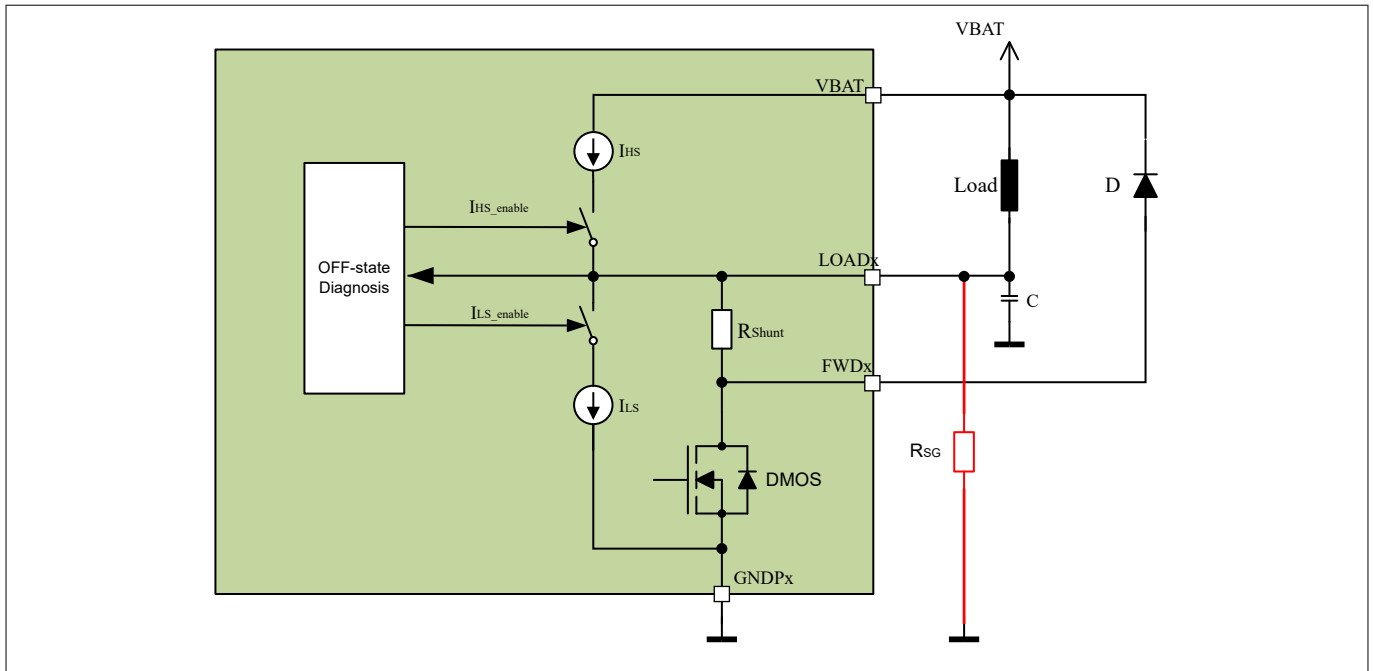 VBAT
VBAT
IHS
Load
D
IHS_enable
OFF-state
Diagnosis
LOADx
C
ILS_enable
RShunt
FWDx
ILS
RSG
DMOS
GNDPx